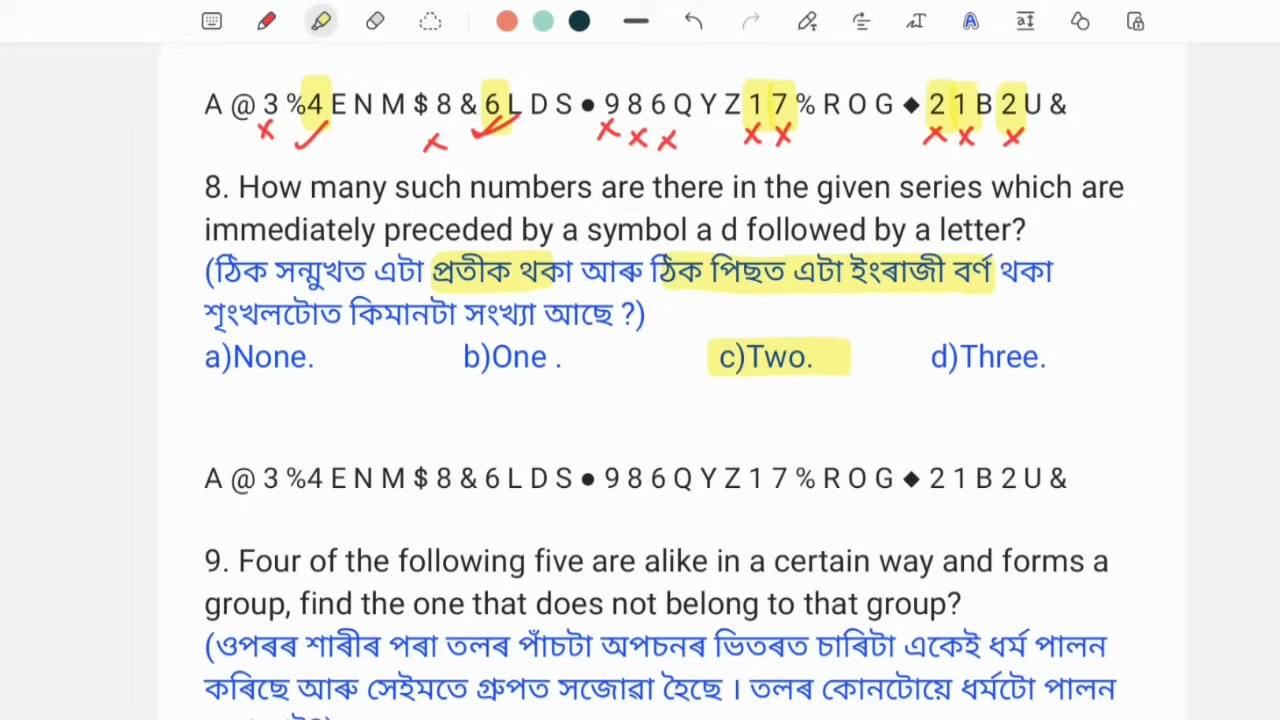 A @ 3 % 4 E N M $ 8 & 6 L D S ● 9 8 6 Q Y Z 1 7 % R O G ◆ 2 1 B 2 U &
8. How many such numbers are there in the given series which are
immediately preceded by a symbol a d followed by a letter?
(ঠিক সন্মুখত এটা প্ৰতীক থকা আৰু ঠিক পিছত এটা ইংৰাজী বৰ্ণ থকা
শৃংখলটোত কিমানটা সংখ্যা আছে ?)
a)None. b)One . c)Two. d)Three.
A @ 3 % 4 E N M $ 8 & 6 L D S ● 9 8 6 Q Y Z 1 7 % R O G ◆ 2 1 B 2 U &
9. Four of the following five are alike in a certain way and forms a
group, find the one that does not belong to that group?
(ওপৰৰ শাৰীৰ পৰা তলৰ পাঁচটা অপচনৰ ভিতৰত চাৰিটা একেই ধৰ্ম পালন
কৰিছে আৰু সেইমতে গ্ৰুপত সজোৱা হৈছে । তলৰ কোনটোয়ে ধৰ্মটো পালন